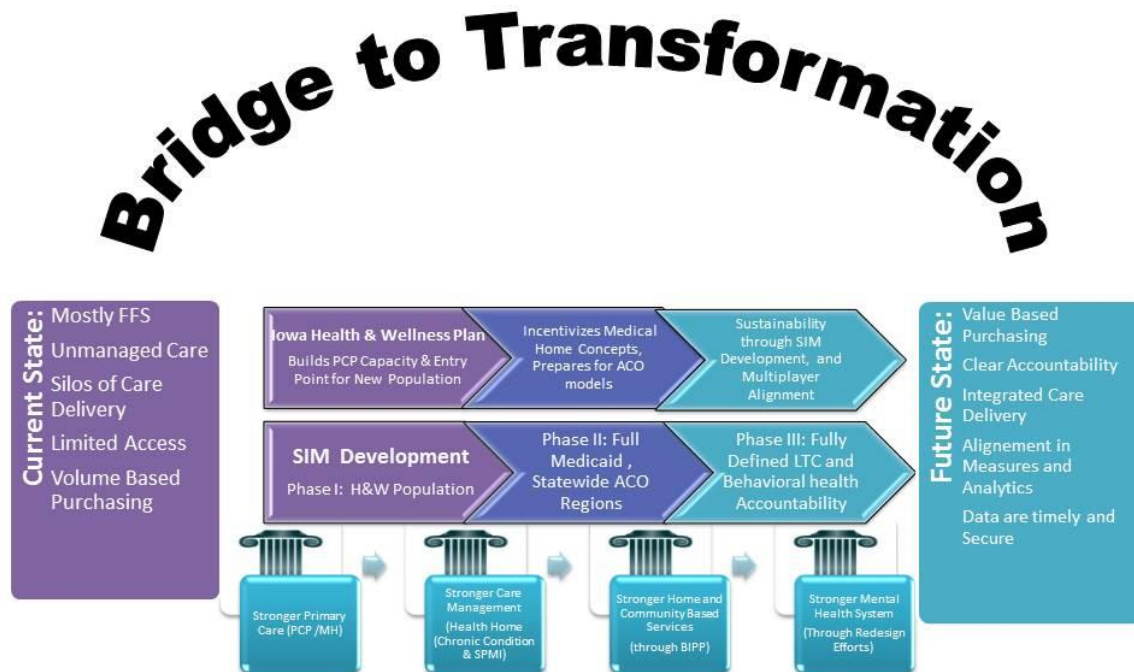 Bridge to Transformation
Current State:
Mostly FFS
Unmanaged Care
Silos of Care
Delivery
Limited Access
Volume Based
Purchasing
Iowa Health & Wellness Plan
Builds PCP Capacity & Entry
Point for New Population
Incentivizes Medical
Home Concepts,
Prepares for ACO
models
Sustainability
through SIM
Development, and
Multiplayer
Alignment
SIM Development
Phase I: H&W Population
Phase II: Full
Medicaid ,
Statewide ACO
Regions
Phase III: Fully
Defined LTC and
Behavioral health
Accountability
Stronger Primary
Care (PCP /MH)
Stronger Care
Management
(Health Home
(Chronic Condition
& SPMI)
Stronger Home and
Community Based
Services
(through BIPP)
Stronger Mental
Health System
(Through Redesign
Efforts)
Future State:
Value Based
Purchasing
Clear Accountability
Integrated Care
Delivery
Alignement in
Measures and
Analytics
Data are timely and
Secure